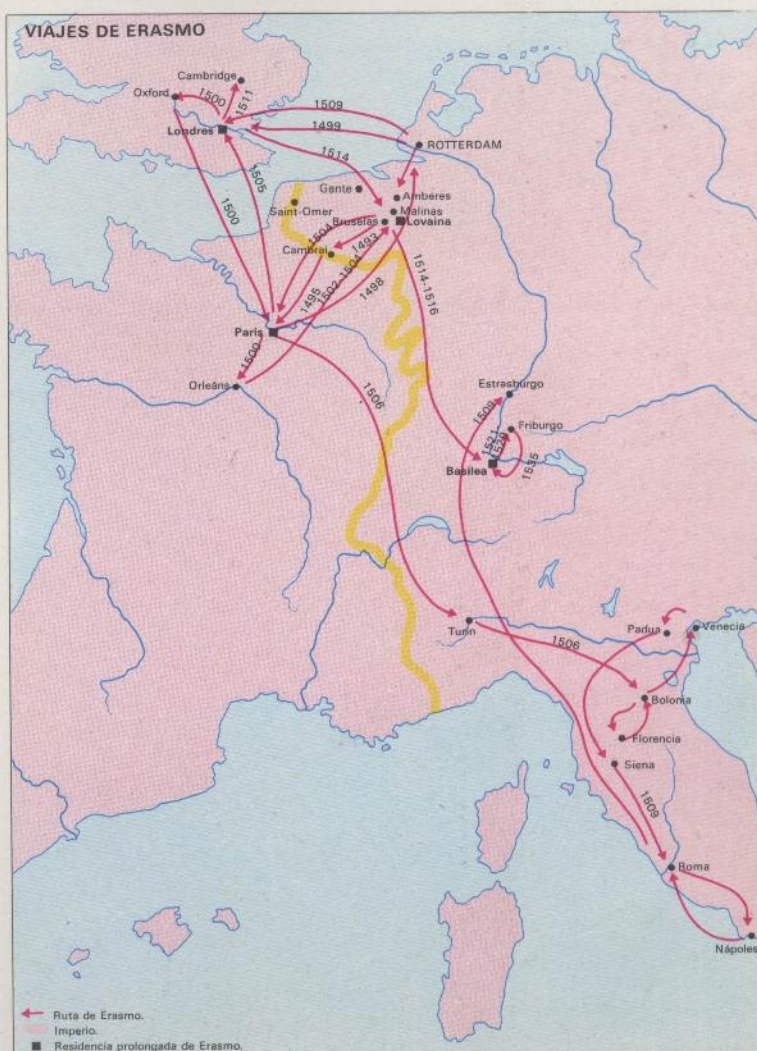 VIAJES DE ERASMO
Cambridge
Oxford
1500
1511
Londres
1509
1499
ROTTERDAM
1514
1505
1500
Gante
Amberes
Saint-Omer
Malinas
Bruselas
Lovaina
1504
Cambrai
1493
1502-1504
1495
1498
1514-1516
París
1500
Orleáns
1506
Estrasburgo
1509
Friburgo
1521-
1529
Basilea
1535
Turín
Padua
Venecia
1506
Bolonia
Florencia
Siena
1509
Roma
Nápoles
Ruta de Erasmo.
Imperio.
Residencia prolongada de Erasmo.